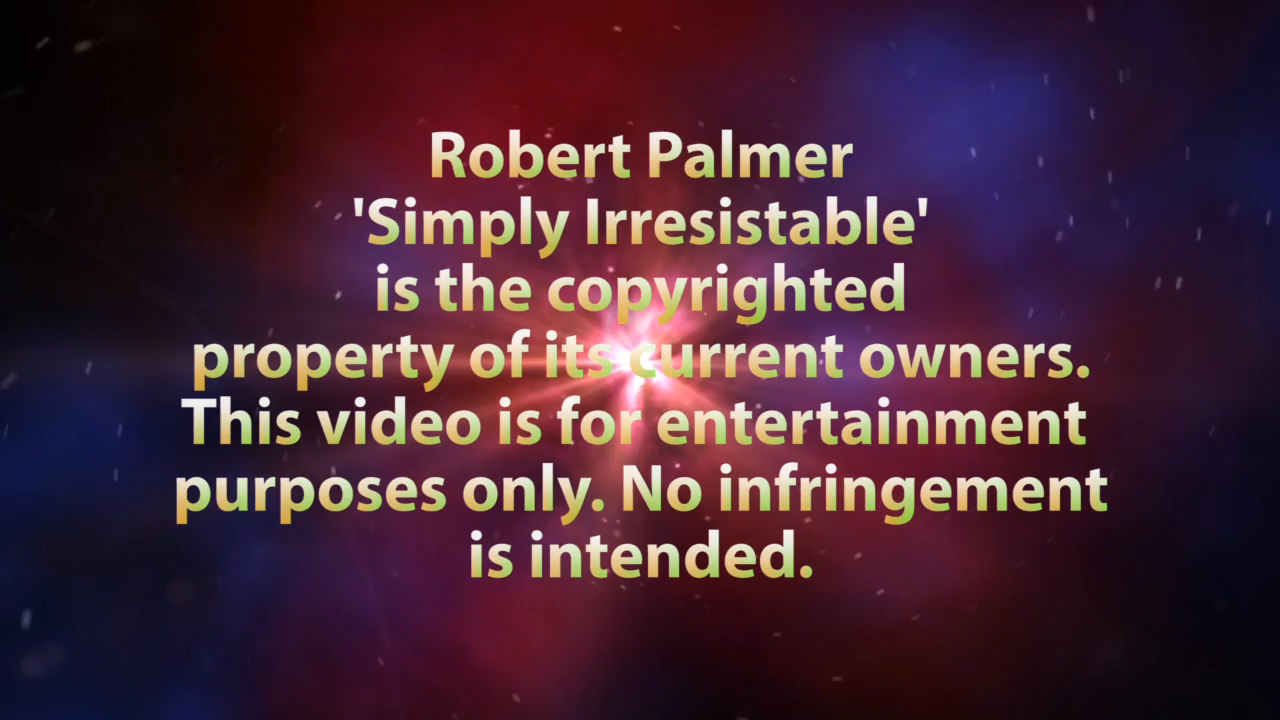 Robert Palmer
'Simply Irresistable'
is the copyrighted
property of its current owners.
This video is for entertainment
purposes only. No infringement
is intended.